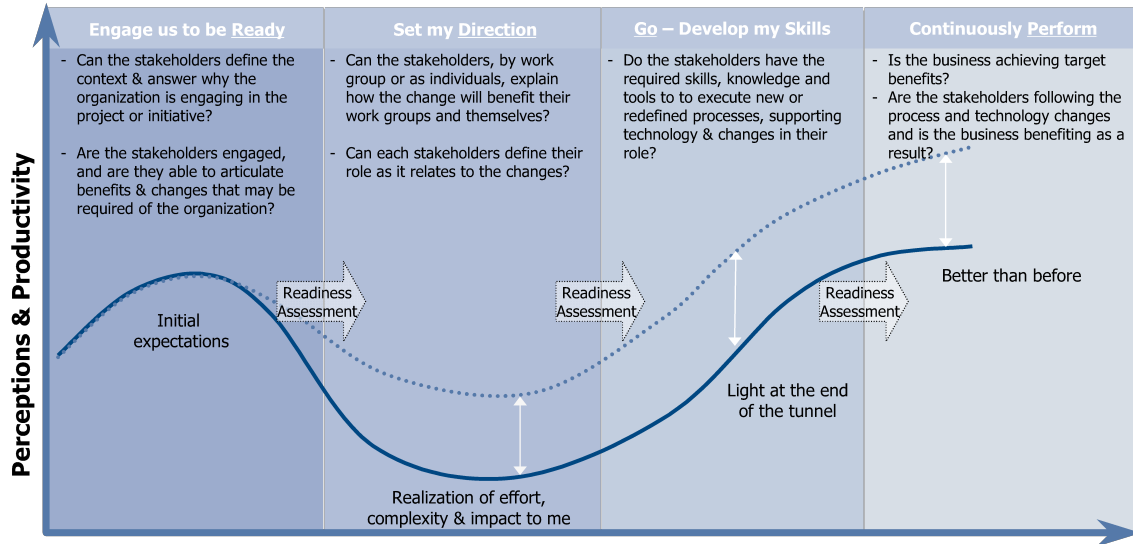 Perceptions & Productivity
Engage us to be Ready
- Can the stakeholders define the
context & answer why the
organization is engaging in the
project or initiative?
- Are the stakeholders engaged,
and are they able to articulate
benefits & changes that may be
required of the organization?
Set my Direction
- Can the stakeholders, by work
group or as individuals, explain
how the change will benefit their
work groups and themselves?
- Can each stakeholders define their
role as it relates to the changes?
Go – Develop my Skills
- Do the stakeholders have the
required skills, knowledge and
tools to to execute new or
redefined processes, supporting
technology & changes in their
role?
Continuously Perform
- Is the business achieving target
benefits?
- Are the stakeholders following the
process and technology changes
and is the business benefiting as a
result?
Initial
expectations
Readiness
Assessment
Realization of effort,
complexity & impact to me
Readiness
Assessment
Light at the end
of the tunnel
Readiness
Assessment
Better than before